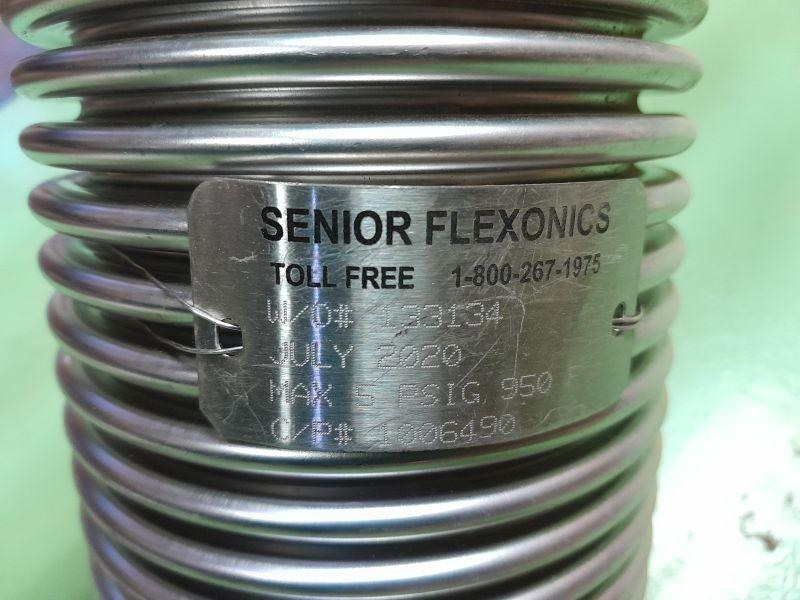 SENIOR FLEXONICS
TOLL FREE 1-800-267-1975
W/O# 133134
JULY 2020
MAX 5 PSIG 950 F
C/P# 1006490